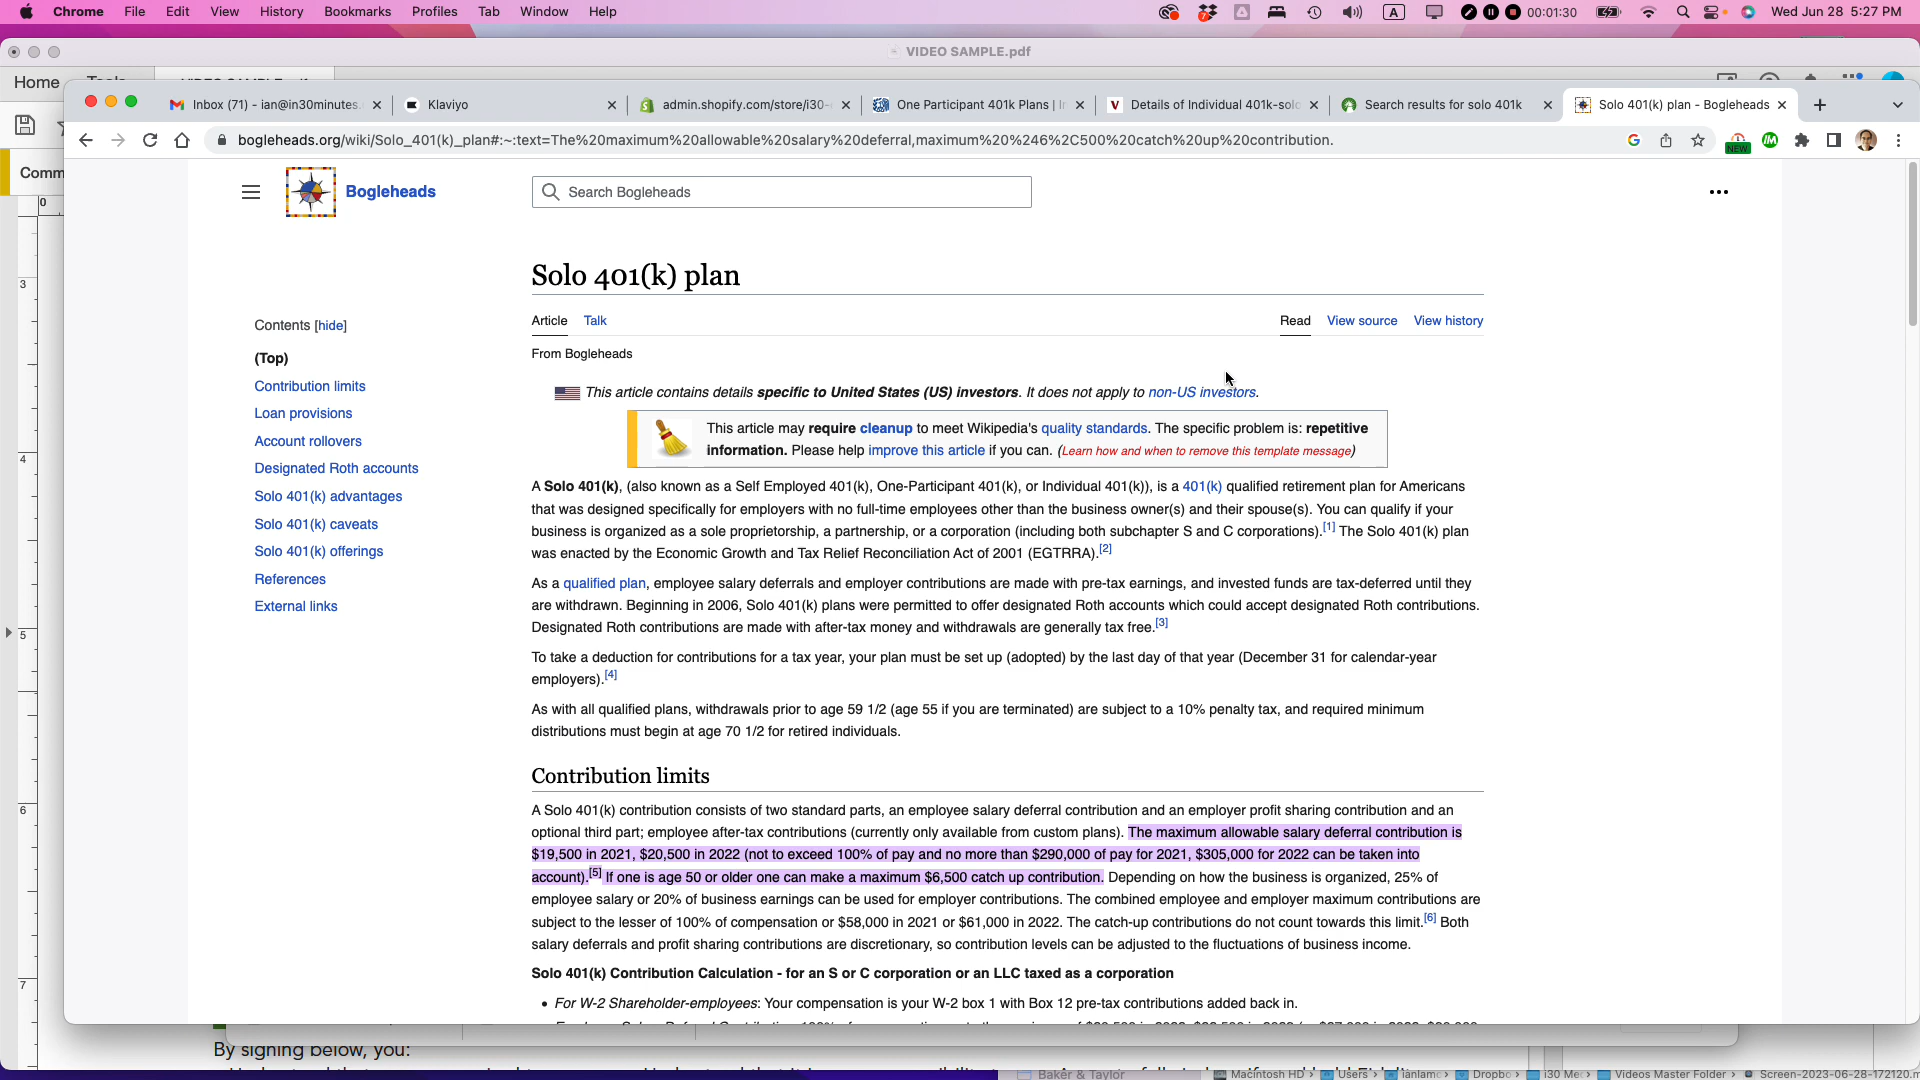 Chrome File Edit View History Bookmarks Profiles Tab Window Help
A 00:01:30 Wed Jun 28 5:27 PM
VIDEO SAMPLE.pdf
Home
Inbox (71) - ian@in30minutes. Klaviyo admin.shopify.com/store/i30- One Participant 401k Plans | Details of Individual 401k-solo Search results for solo 401k Solo 401(k) plan - Bogleheads
bogleheads.org/wiki/Solo_401(k)_plan#:~:text=The%20maximum%20allowable%20salary%20deferral,maximum%20%246%2C500%20catch%20up%20contribution.
NEW
Comm
Bogleheads
Search Bogleheads
0
3
4
5
6
7
Solo 401(k) plan
Article Talk Read View source View history
From Bogleheads
Contents [hide]
(Top)
Contribution limits
Loan provisions
Account rollovers
Designated Roth accounts
Solo 401(k) advantages
Solo 401(k) caveats
Solo 401(k) offerings
References
External links
This article contains details specific to United States (US) investors. It does not apply to non-US investors.
This article may require cleanup to meet Wikipedia's quality standards. The specific problem is: repetitive
information. Please help improve this article if you can. (Learn how and when to remove this template message)
A Solo 401(k), (also known as a Self Employed 401(k), One-Participant 401(k), or Individual 401(k)), is a 401(k) qualified retirement plan for Americans
that was designed specifically for employers with no full-time employees other than the business owner(s) and their spouse(s). You can qualify if your
business is organized as a sole proprietorship, a partnership, or a corporation (including both subchapter S and C corporations).[1] The Solo 401(k) plan
was enacted by the Economic Growth and Tax Relief Reconciliation Act of 2001 (EGTRRA).[2]
As a qualified plan, employee salary deferrals and employer contributions are made with pre-tax earnings, and invested funds are tax-deferred until they
are withdrawn. Beginning in 2006, Solo 401(k) plans were permitted to offer designated Roth accounts which could accept designated Roth contributions.
Designated Roth contributions are made with after-tax money and withdrawals are generally tax free.[3]
To take a deduction for contributions for a tax year, your plan must be set up (adopted) by the last day of that year (December 31 for calendar-year
employers).[4]
As with all qualified plans, withdrawals prior to age 59 1/2 (age 55 if you are terminated) are subject to a 10% penalty tax, and required minimum
distributions must begin at age 70 1/2 for retired individuals.
Contribution limits
A Solo 401(k) contribution consists of two standard parts, an employee salary deferral contribution and an employer profit sharing contribution and an
optional third part; employee after-tax contributions (currently only available from custom plans). The maximum allowable salary deferral contribution is
$19,500 in 2021, $20,500 in 2022 (not to exceed 100% of pay and no more than $290,000 of pay for 2021, $305,000 for 2022 can be taken into
account).[5] If one is age 50 or older one can make a maximum $6,500 catch up contribution. Depending on how the business is organized, 25% of
employee salary or 20% of business earnings can be used for employer contributions. The combined employee and employer maximum contributions are
subject to the lesser of 100% of compensation or $58,000 in 2021 or $61,000 in 2022. The catch-up contributions do not count towards this limit.[6] Both
salary deferrals and profit sharing contributions are discretionary, so contribution levels can be adjusted to the fluctuations of business income.
Solo 401(k) Contribution Calculation - for an S or C corporation or an LLC taxed as a corporation
• For W-2 Shareholder-employees: Your compensation is your W-2 box 1 with Box 12 pre-tax contributions added back in.
By signing below, you:
Baker & Taylor Macintosh HD › Users › ianlamo › Dropbo › i30 Me › Videos Master Folder › Screen-2023-06-28-172120.m